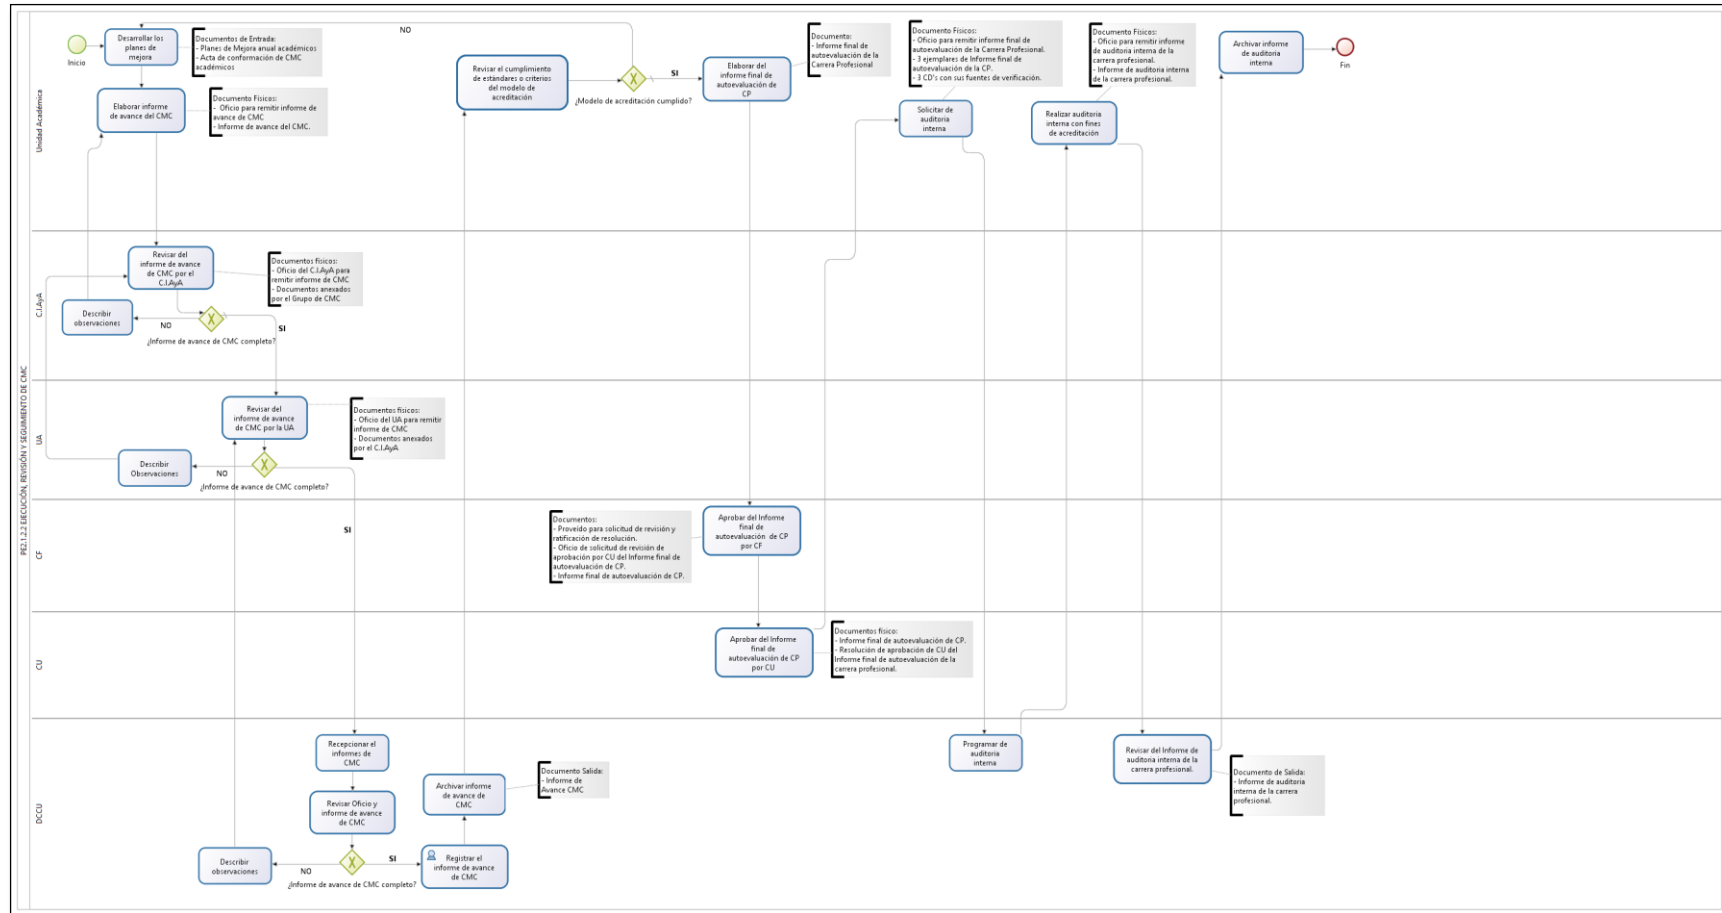 PE2.1.2.2 EJECUCIÓN, REVISIÓN Y SEGUIMIENTO DE CMC
Unidad Académica
Inicio
Desarrollar los
planes de
mejora
Documentos de Entrada:
- Planes de Mejora anual académicos
- Acta de conformación de CMC
académicos
Elaborar informe
de avance del CMC
Documento Físicos:
- Oficio para remitir informe de
avance de CMC
- Informe de avance del CMC.
NO
Revisar el cumplimiento
de estándares o criterios
del modelo de
acreditación
¿Modelo de acreditación cumplido?
SI
Elaborar del
informe final de
autoevaluación de
CP
Documento:
- Informe final de
autoevaluación de la
Carrera Profesional
Solicitar de
auditoria
interna
Documento Físicos:
- Oficio para remitir informe final de
autoevaluación de la Carrera Profesional.
- 3 ejemplares de Informe final de
autoevaluación de la CP.
- 3 CD's con sus fuentes de verificación.
Realizar auditoria
interna con fines
de acreditación
Documento Físicos:
- Oficio para remitir informe
de auditoria interna de la
carrera profesional.
- Informe de auditoria interna
de la carrera profesional.
Archivar informe
de auditoria
interna
Fin
C.I.AyA
Revisar del
informe de avance
de CMC por el
C.I.AyA
Documentos físicos:
- Oficio del C.I.AyA para
remitir informe de CMC
- Documentos anexados
por el Grupo de CMC
Describir
observaciones
NO
SI
¿Informe de avance de CMC completo?
UA
Revisar del
informe de avance
de CMC por la UA
Documentos físicos:
- Oficio del UA para remitir
informe de CMC
- Documentos anexados
por el C.I.AyA
Describir
Observaciones
NO
¿Informe de avance de CMC completo?
SI
CF
Documentos:
- Proveido para solicitud de revisión y
ratificación de resolución.
- Oficio de solicitud de revisión de
aprobación por CU del Informe final de
autoevaluación de CP.
- Informe final de autoevaluación de CP.
Aprobar del Informe
final de
autoevaluación de CP
por CF
CU
Aprobar del Informe
final de
autoevaluación de CP
por CU
Documentos físico:
- Informe final de autoevaluación de CP.
- Resolución de aprobación de CU del
Informe final de autoevaluación de la
carrera profesional.
DCCU
Recepcionar el
informes de
CMC
Revisar Oficio y
informe de avance
de CMC
Describir
observaciones
NO
SI
¿Informe de avance de CMC completo?
Registrar el
informe de avance
de CMC
Archivar informe
de avance de
CMC
Documento Salida:
- Informe de
Avance CMC
Programar de
auditoria
interna
Revisar del Informe de
auditoria interna de la
carrera profesional.
Documento de Salida:
- Informe de auditoria
interna de la carrera
profesional.